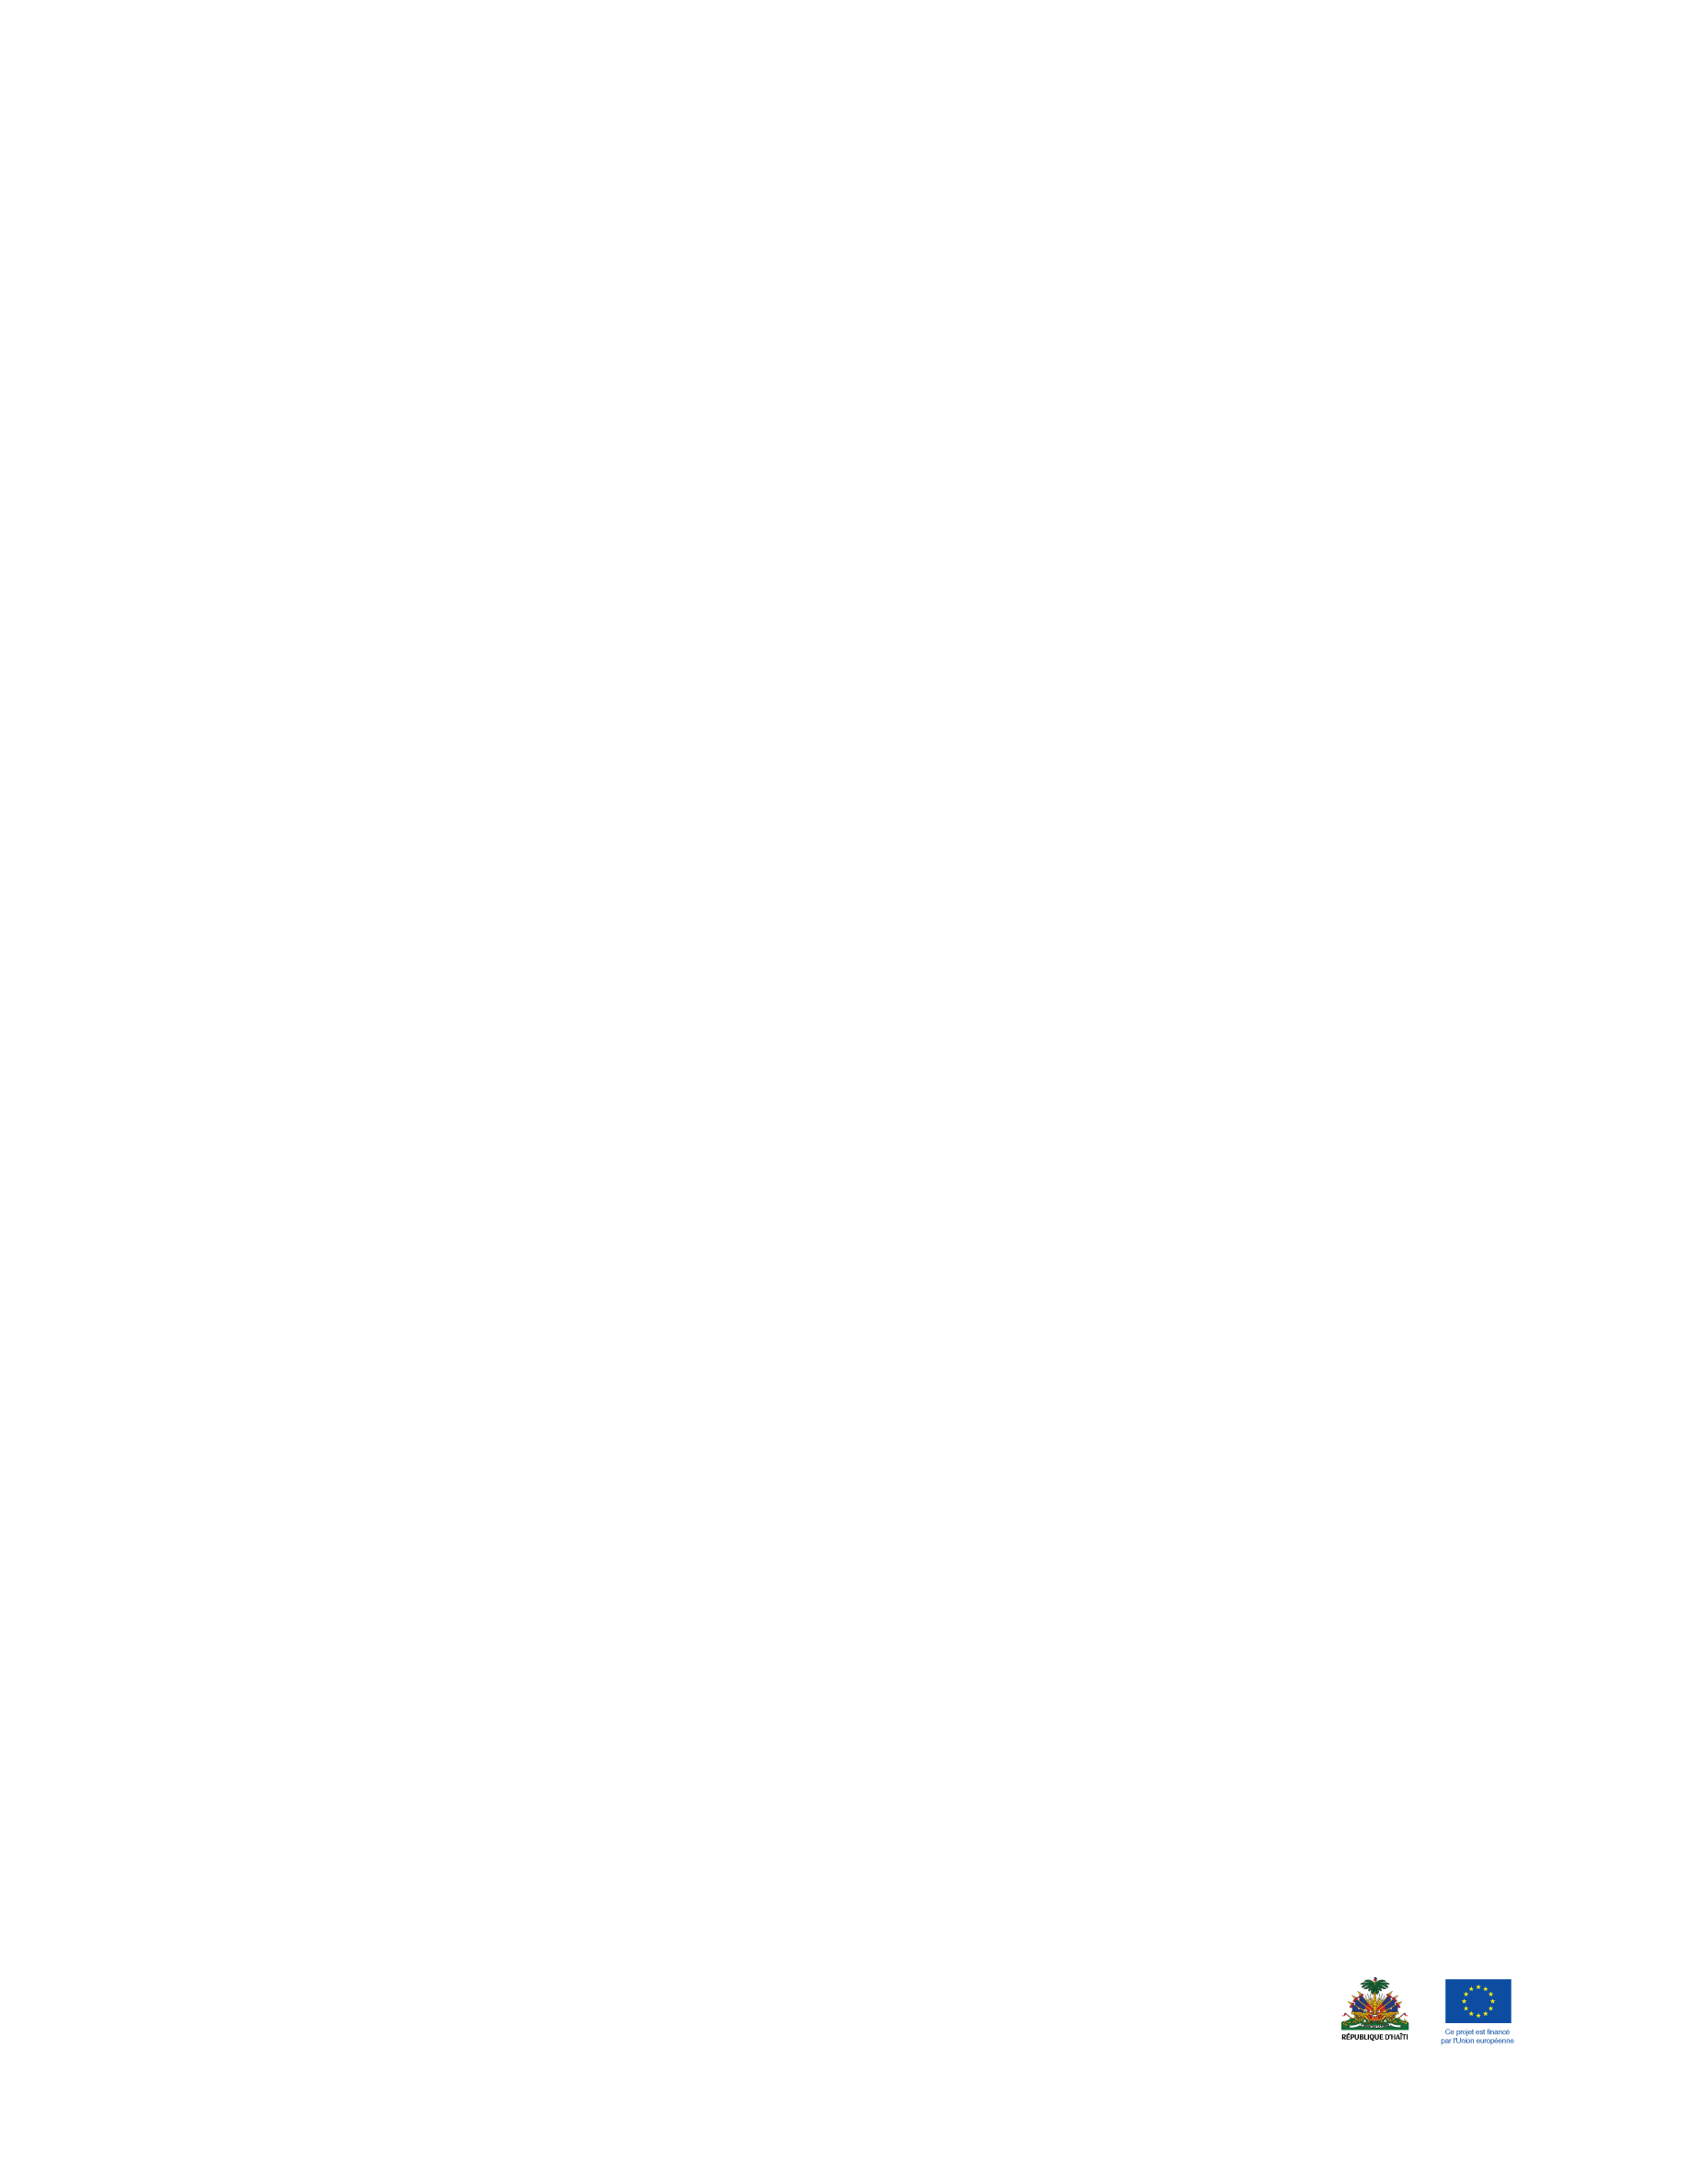 RÉPUBLIQUE D'HAÏTI
Ce projet est financé
par l'Union européenne